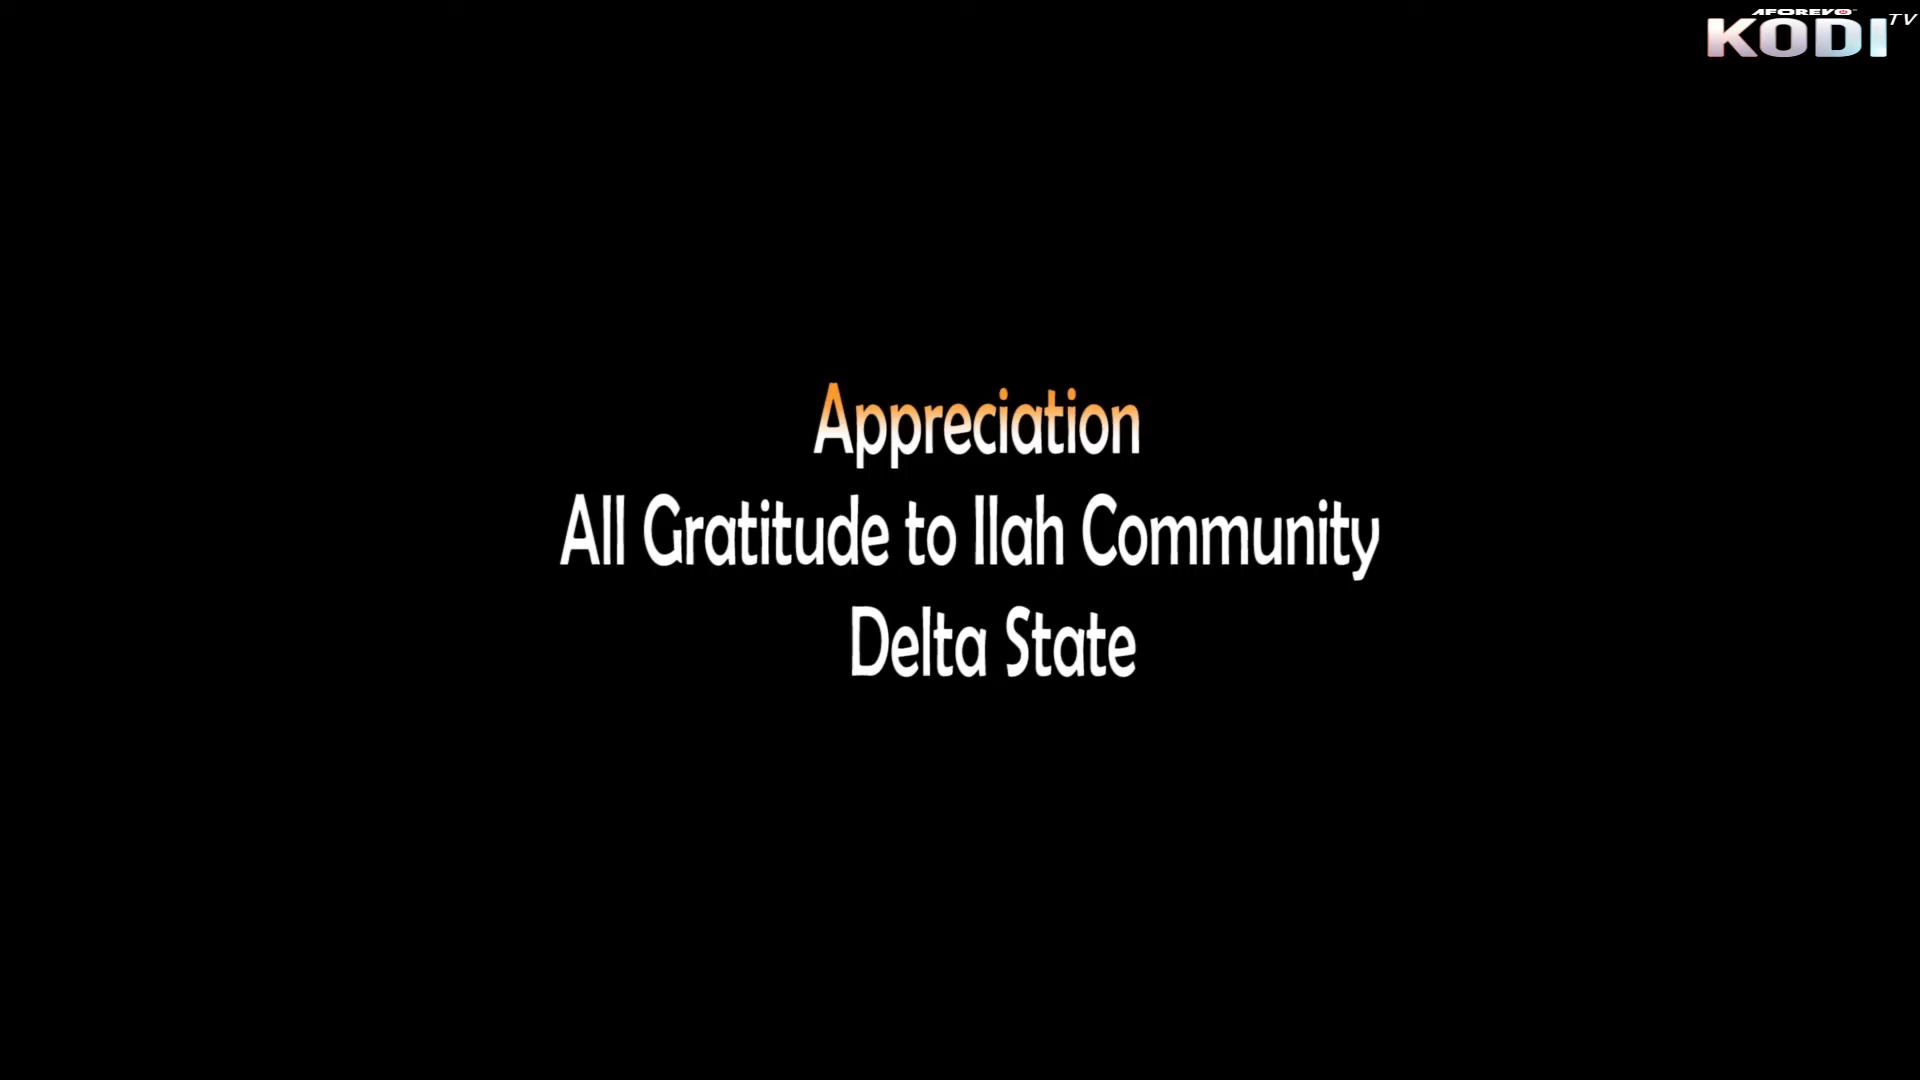 AFOREVO
KODI TV
Appreciation
All Gratitude to Ilah Community
Delta State